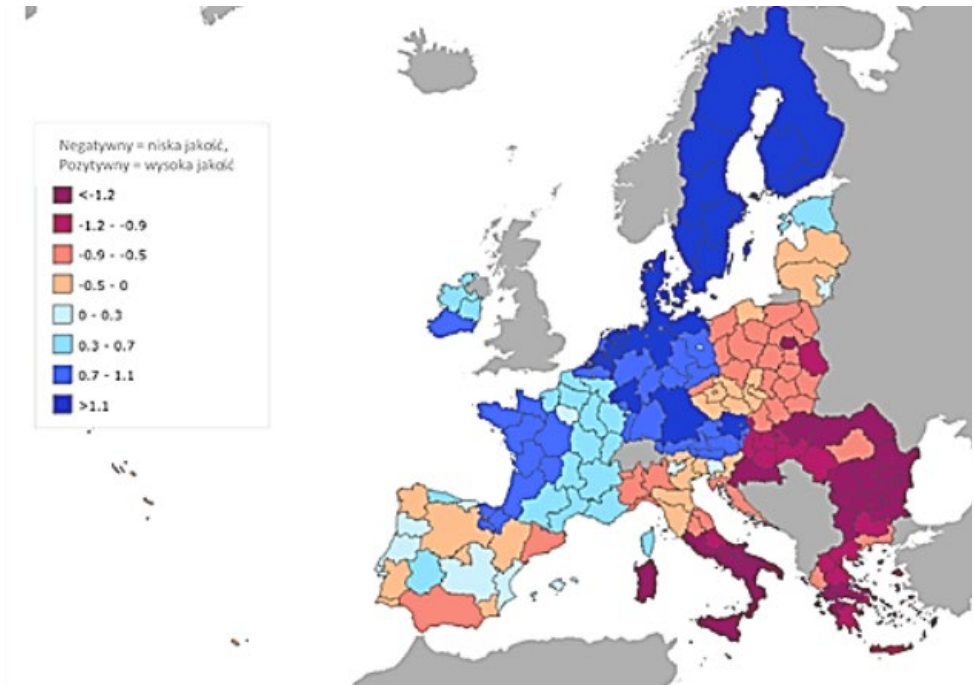 Negatywny = niska jakość,
Pozytywny = wysoka jakość
<-1.2
-1.2 - -0.9
-0.9 - -0.5
-0.5 - 0
0 - 0.3
0.3 - 0.7
0.7 - 1.1
>1.1